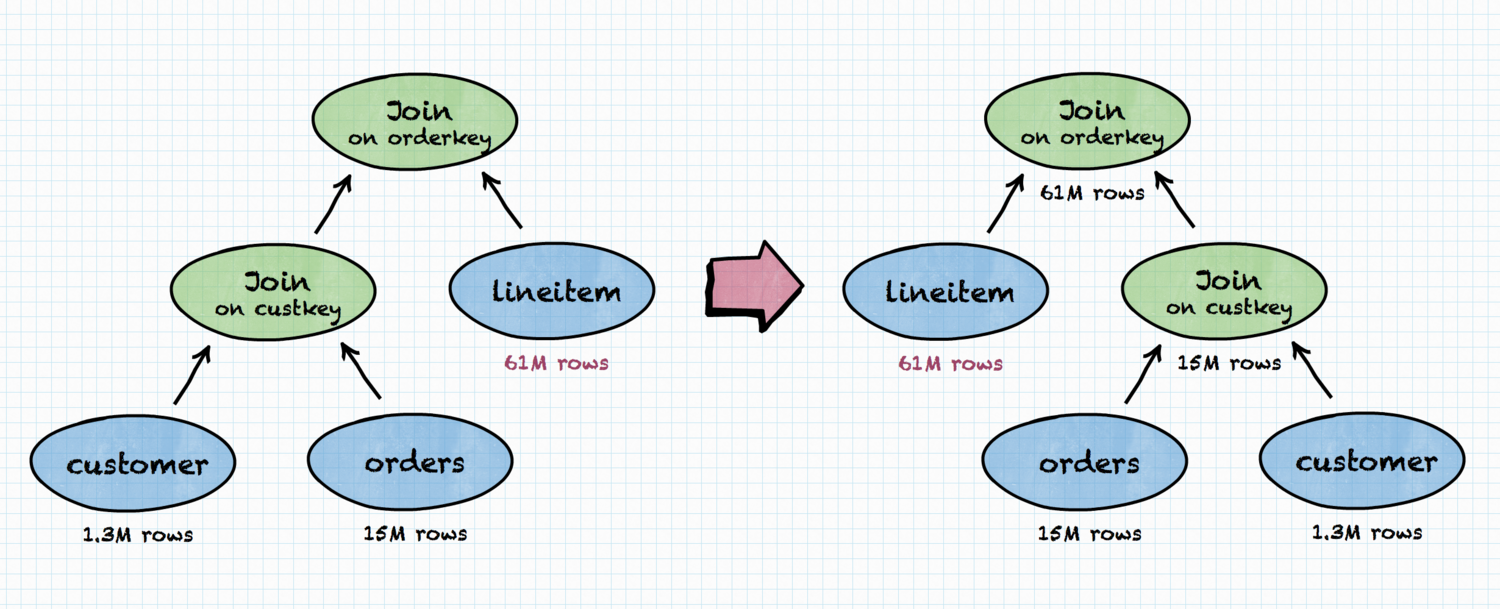 Join
on orderkey
Join
on custkey
lineitem
61M rows
customer
1.3M rows
orders
15M rows
Join
on orderkey
61M rows
lineitem
61M rows
Join
on custkey
15M rows
orders
15M rows
customer
1.3M rows